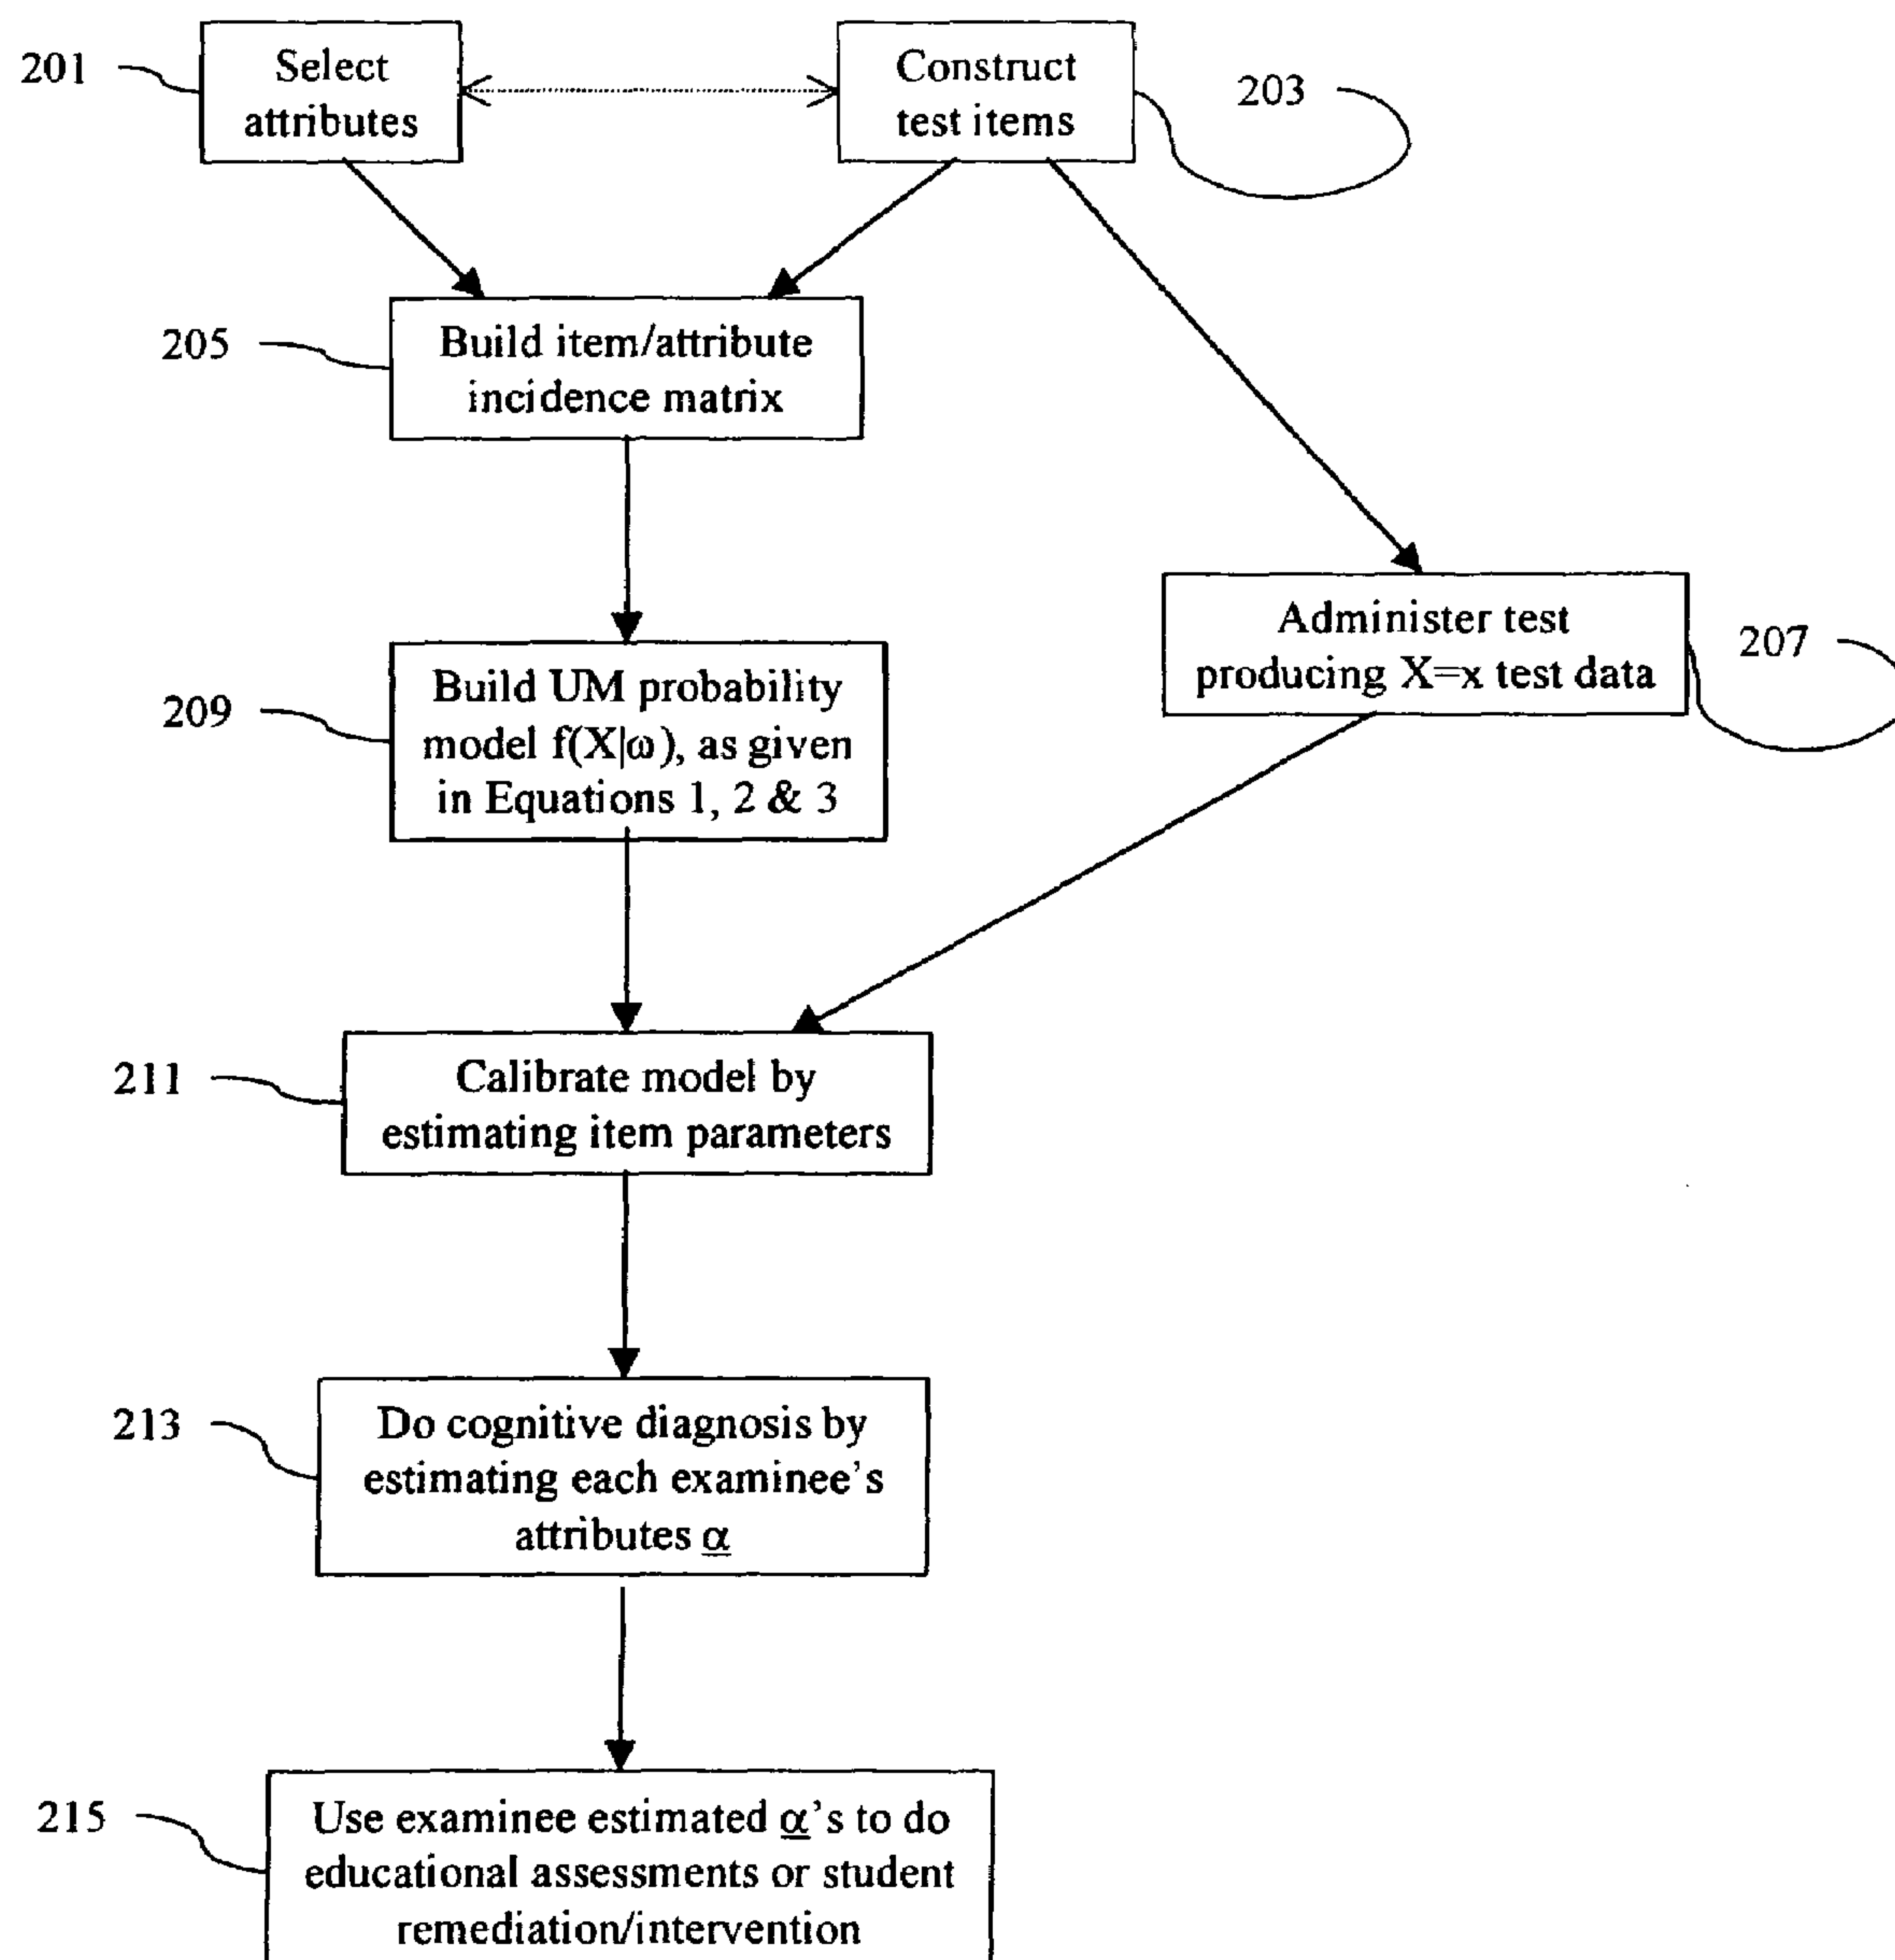 201
Select
attributes
Construct
test items
203
205
Build item/attribute
incidence matrix
Administer test
producing X=x test data
207
209
Build UM probability
model f(X|ω), as given
in Equations 1, 2 & 3
211
Calibrate model by
estimating item parameters
213
Do cognitive diagnosis by
estimating each examinee's
attributes α
215
Use examinee estimated α's to do
educational assessments or student
remediation/intervention